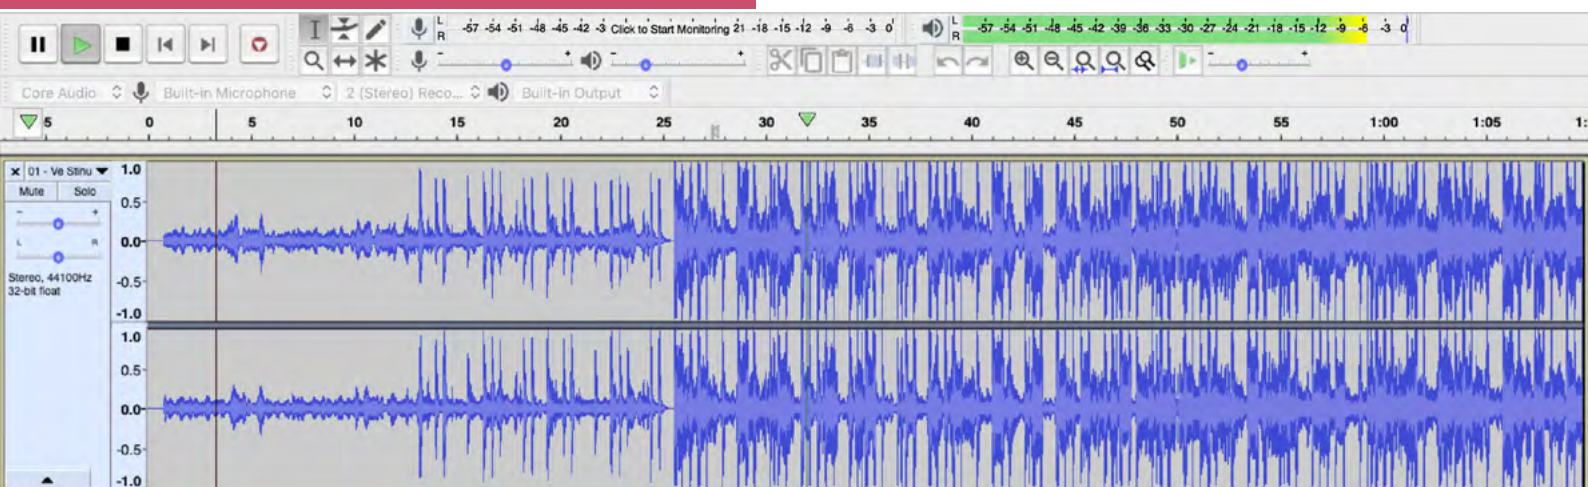 L R -57 -54 -51 -48 -45 -42 -3 Click to Start Monitoring 21 -18 -15 -12 -9 -6 -3 0
L R -57 -54 -51 -48 -45 -42 -39 -36 -33 -30 -27 -24 -21 -18 -15 -12 -9 -6 -3 0
- + - + - +
Core Audio Built-in Microphone 2 (Stereo) Reco... Built-in Output
5 0 5 10 15 20 25 30 35 40 45 50 55 1:00 1:05 1:
× 01 - Ve Stinu 1.0
Mute Solo
0.5
- +
0.0
L R
Stereo, 44100Hz
-0.5
32-bit float
-1.0
1.0
0.5
0.0
-0.5
-1.0